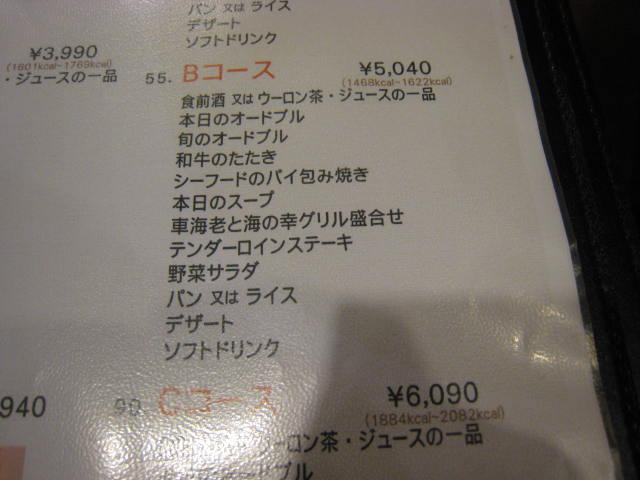 パン 又は ライス
デザート
ソフトドリンク
¥3,990
(1601kcal~1769kcal)
・ジュースの一品
55. Bコース ¥5,040
(1468kcal~1622kcal)
食前酒 又は ウーロン茶・ジュースの一品
本日のオードブル
旬のオードブル
和牛のたたき
シーフードのパイ包み焼き
本日のスープ
車海老と海の幸グリル盛合せ
テンダーロインステーキ
野菜サラダ
パン 又は ライス
デザート
ソフトドリンク
940
90. Cコース ¥6,090
(1884kcal~2082kcal)
ウーロン茶・ジュースの一品
オードブル